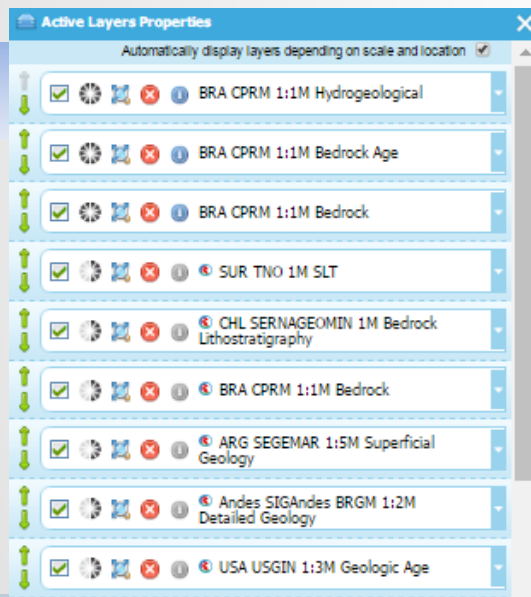 Active Layers Properties
Automatically display layers depending on scale and location
BRA CPRM 1:1M Hydrogeological
BRA CPRM 1:1M Bedrock Age
BRA CPRM 1:1M Bedrock
SUR TNO 1M SLT
CHL SERNAGEOMIN 1M Bedrock
Lithostratigraphy
BRA CPRM 1:1M Bedrock
ARG SEGEMAR 1:5M Superficial
Geology
Andes SIGAndes BRGM 1:2M
Detailed Geology
USA USGIN 1:3M Geologic Age